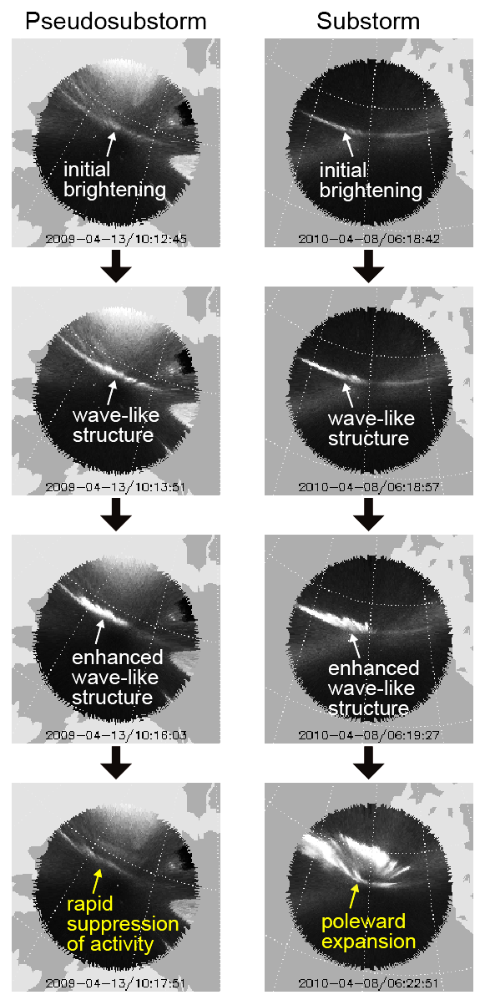 Pseudosubstorm
Substorm
initial
brightening
2009-04-13/10:12:45
initial
brightening
2010-04-08/06:18:42
wave-like
structure
2009-04-13/10:13:51
wave-like
structure
2010-04-08/06:18:57
enhanced
wave-like
structure
2009-04-13/10:16:03
enhanced
wave-like
structure
2010-04-08/06:19:27
rapid
suppression
of activity
2009-04-13/10:17:51
poleward
expansion
2010-04-08/06:22:51